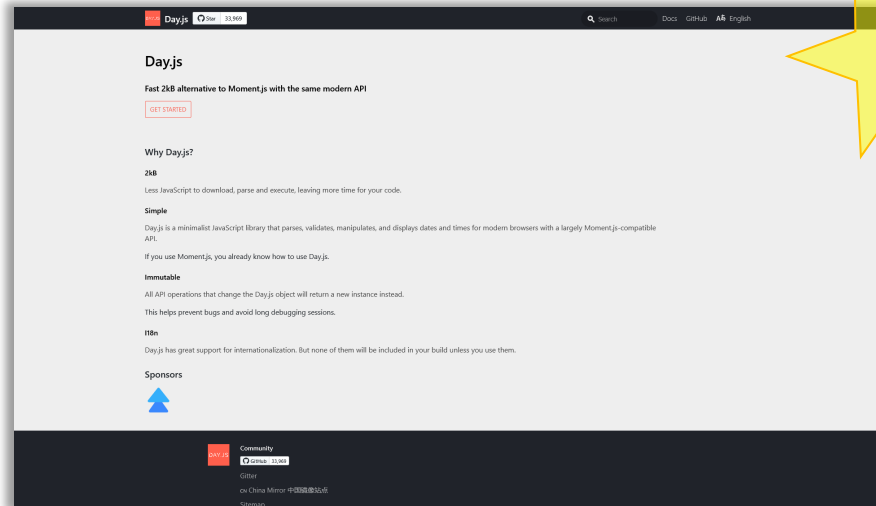 DAY.JS Day.js Star 33,969 Search Docs GitHub English
Day.js
Fast 2kB alternative to Moment.js with the same modern API
GET STARTED
Why Day.js?
2kB
Less JavaScript to download, parse and execute, leaving more time for your code.
Simple
Day.js is a minimalist JavaScript library that parses, validates, manipulates, and displays dates and times for modern browsers with a largely Moment.js-compatible
API.
If you use Moment.js, you already know how to use Day.js.
Immutable
All API operations that change the Day.js object will return a new instance instead.
This helps prevent bugs and avoid long debugging sessions.
I18n
Day.js has great support for internationalization. But none of them will be included in your build unless you use them.
Sponsors
DAY.JS
Community
GitHub 33,969
Gitter
CN China Mirror 中国镜像站点
Sitemap